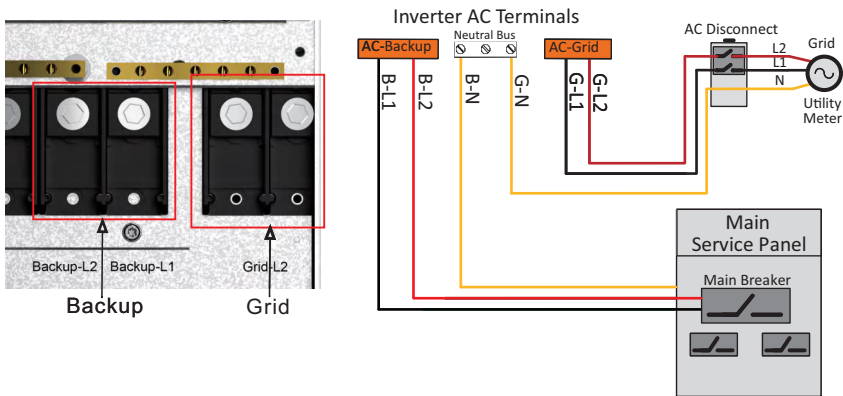 Backup-L2 Backup-L1 Grid-L2
Backup Grid
Inverter AC Terminals
AC-Backup
Neutral Bus
AC-Grid
AC Disconnect
B-L1
B-L2
B-N
G-N
G-L1
G-L2
L2
L1
N
Grid
Utility
Meter
Main
Service Panel
Main Breaker